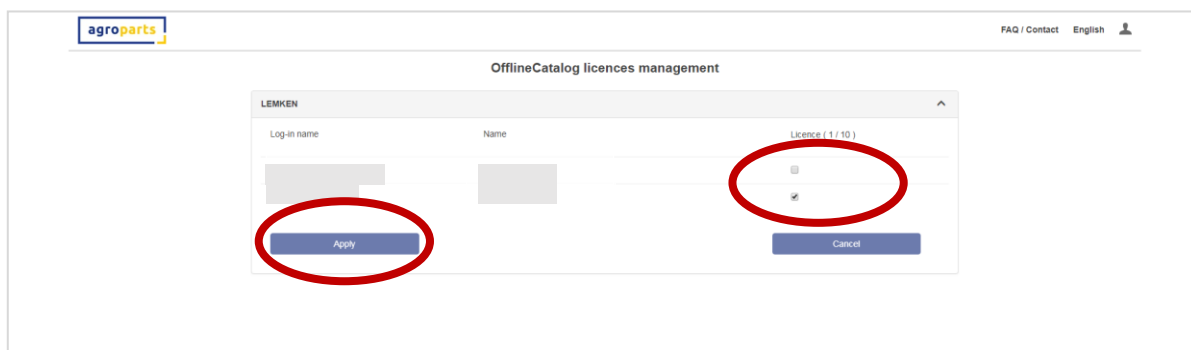 agroparts
FAQ / Contact English
OfflineCatalog licences management
LEMKEN
Log-in name Name Licence ( 1 / 10 )
Apply Cancel